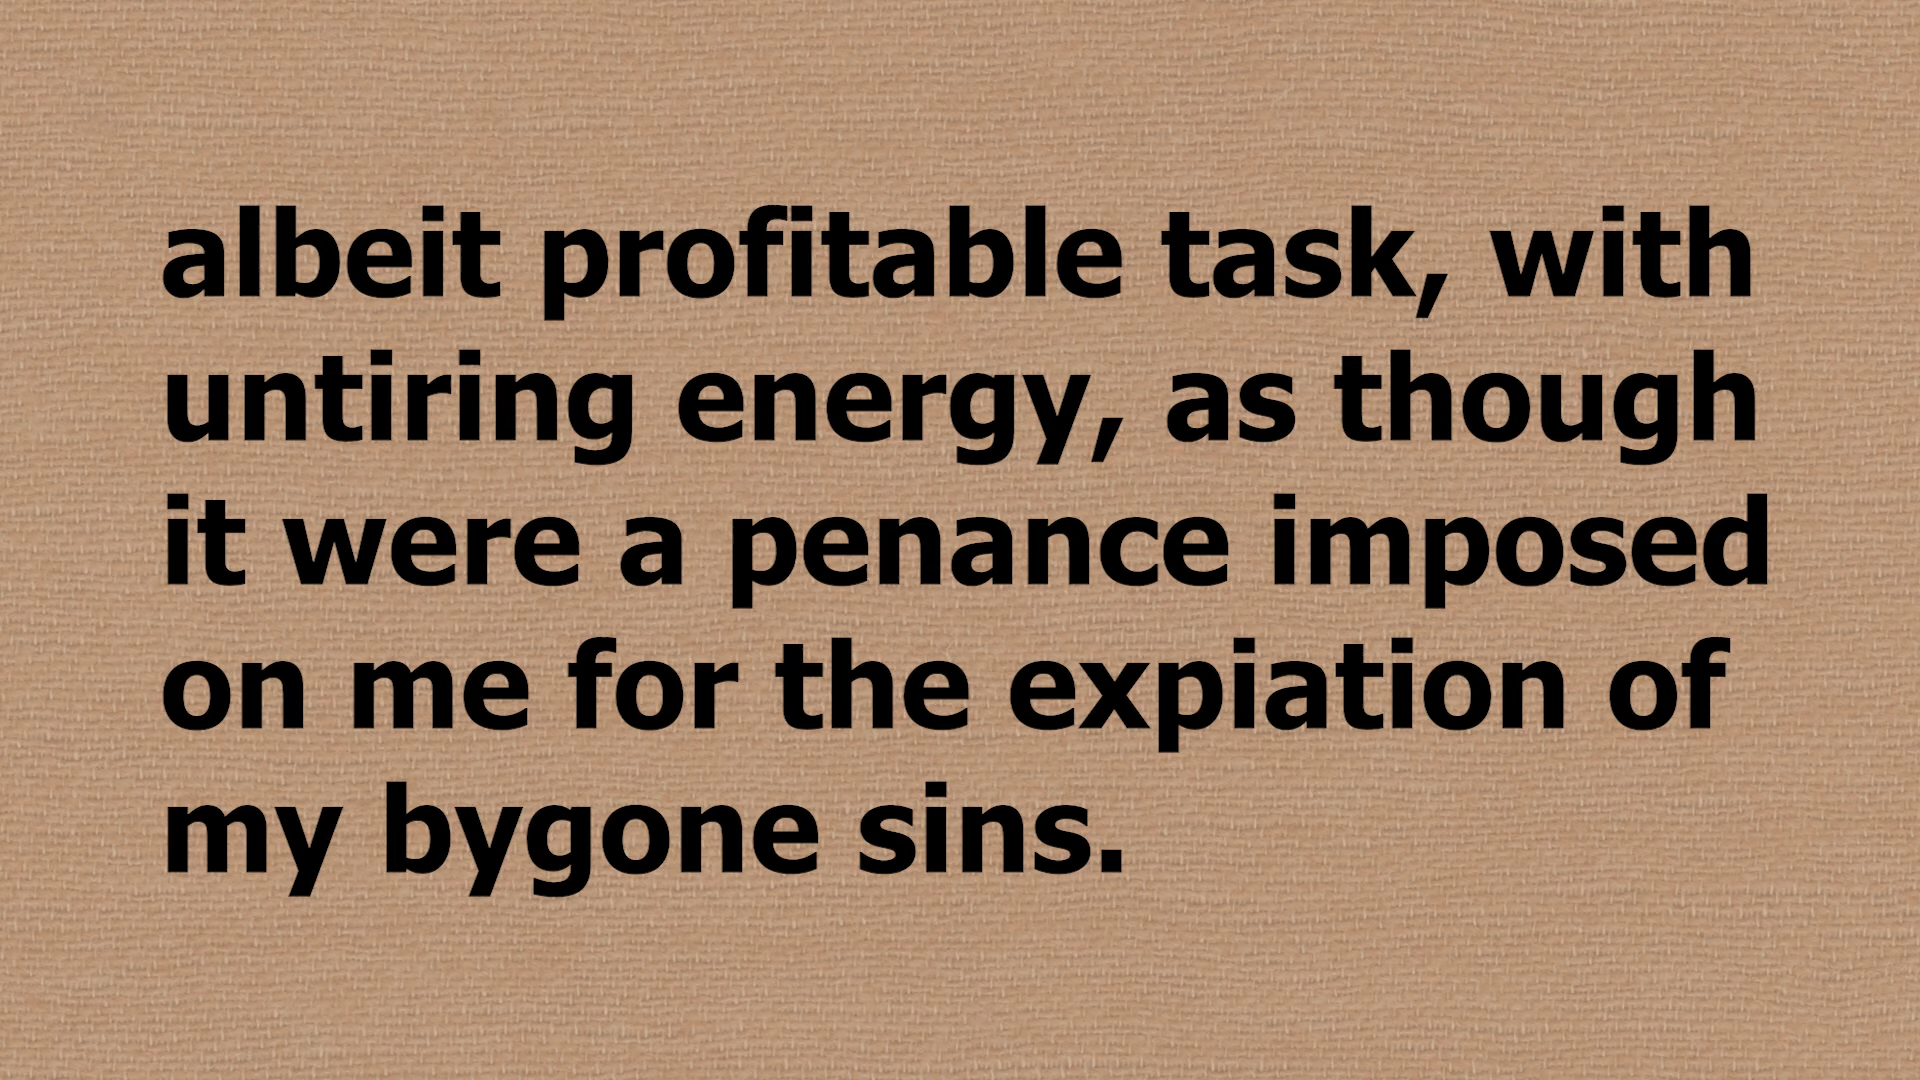 albeit profitable task, with
untiring energy, as though
it were a penance imposed
on me for the expiation of
my bygone sins.